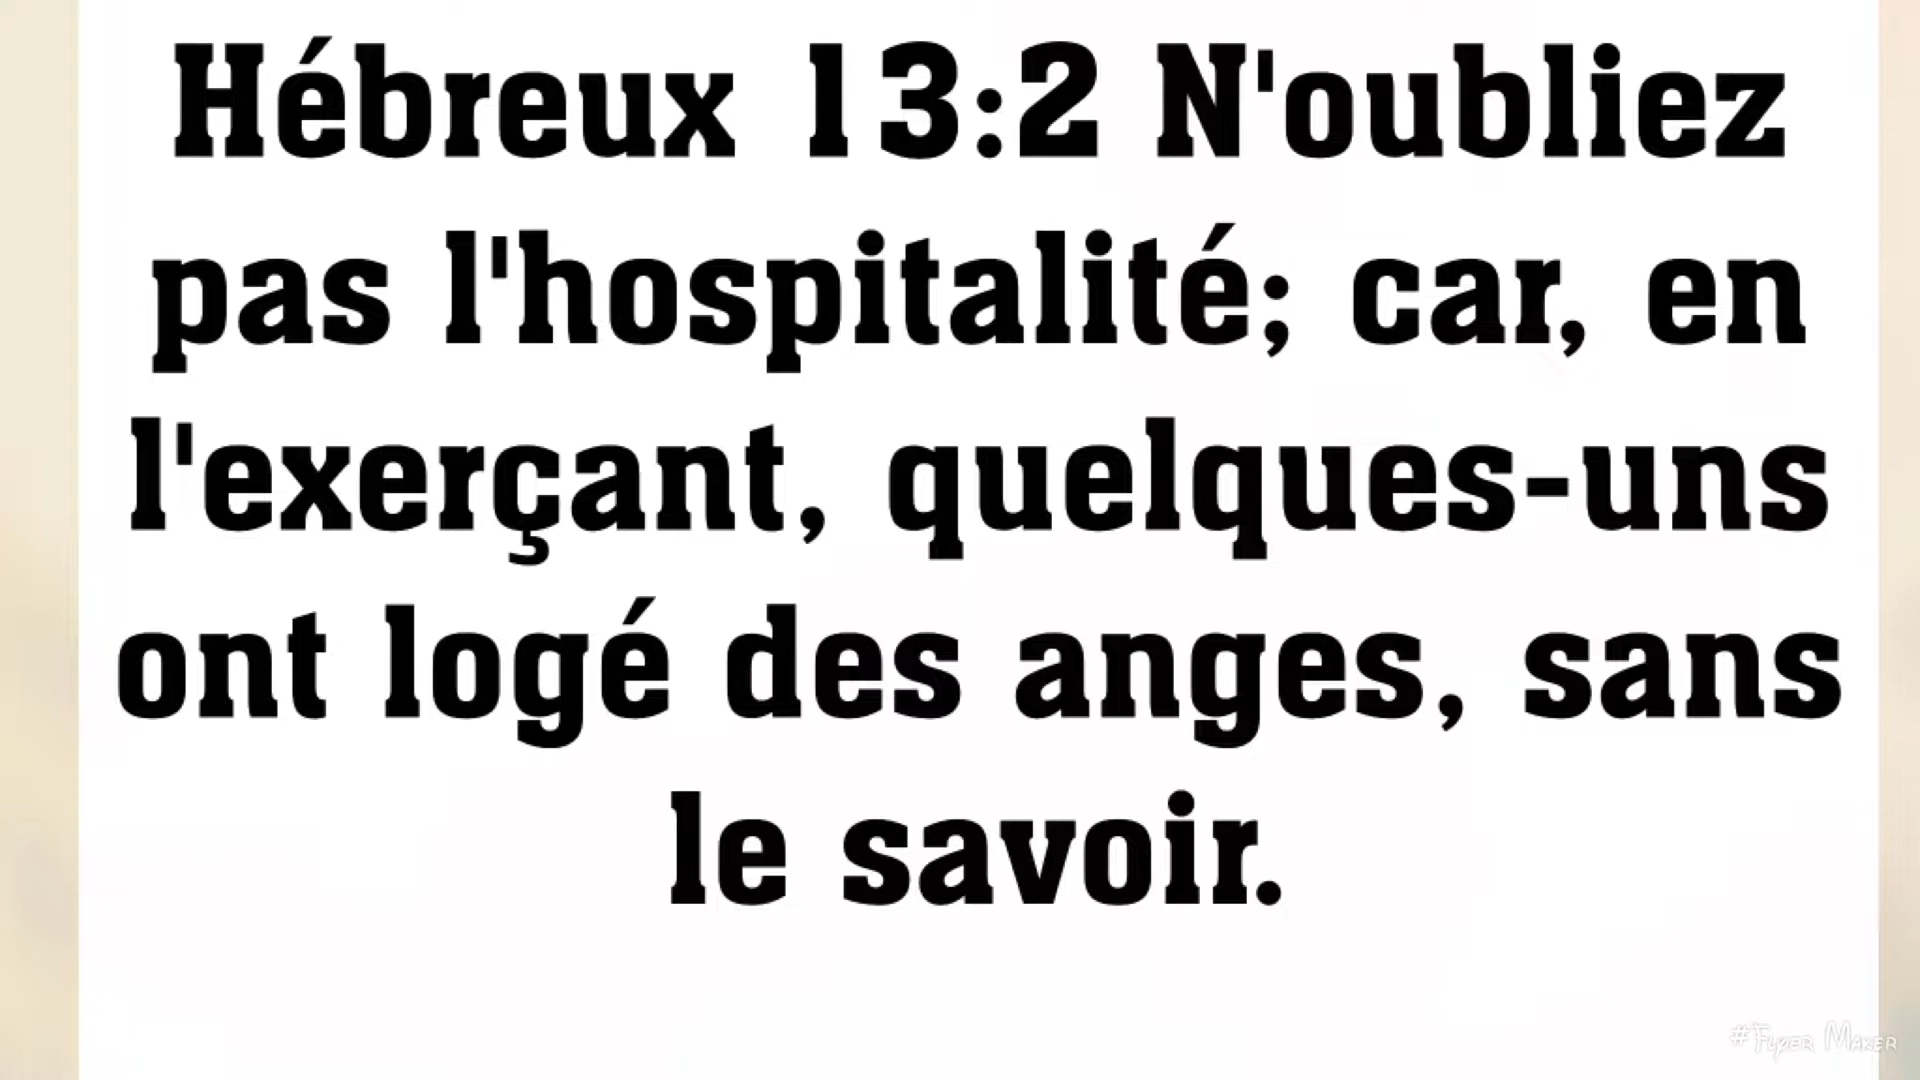 Hébreux 13:2 N'oubliez
pas l'hospitalité; car, en
l'exerçant, quelques-uns
ont logé des anges, sans
le savoir.
#Flyer Maker